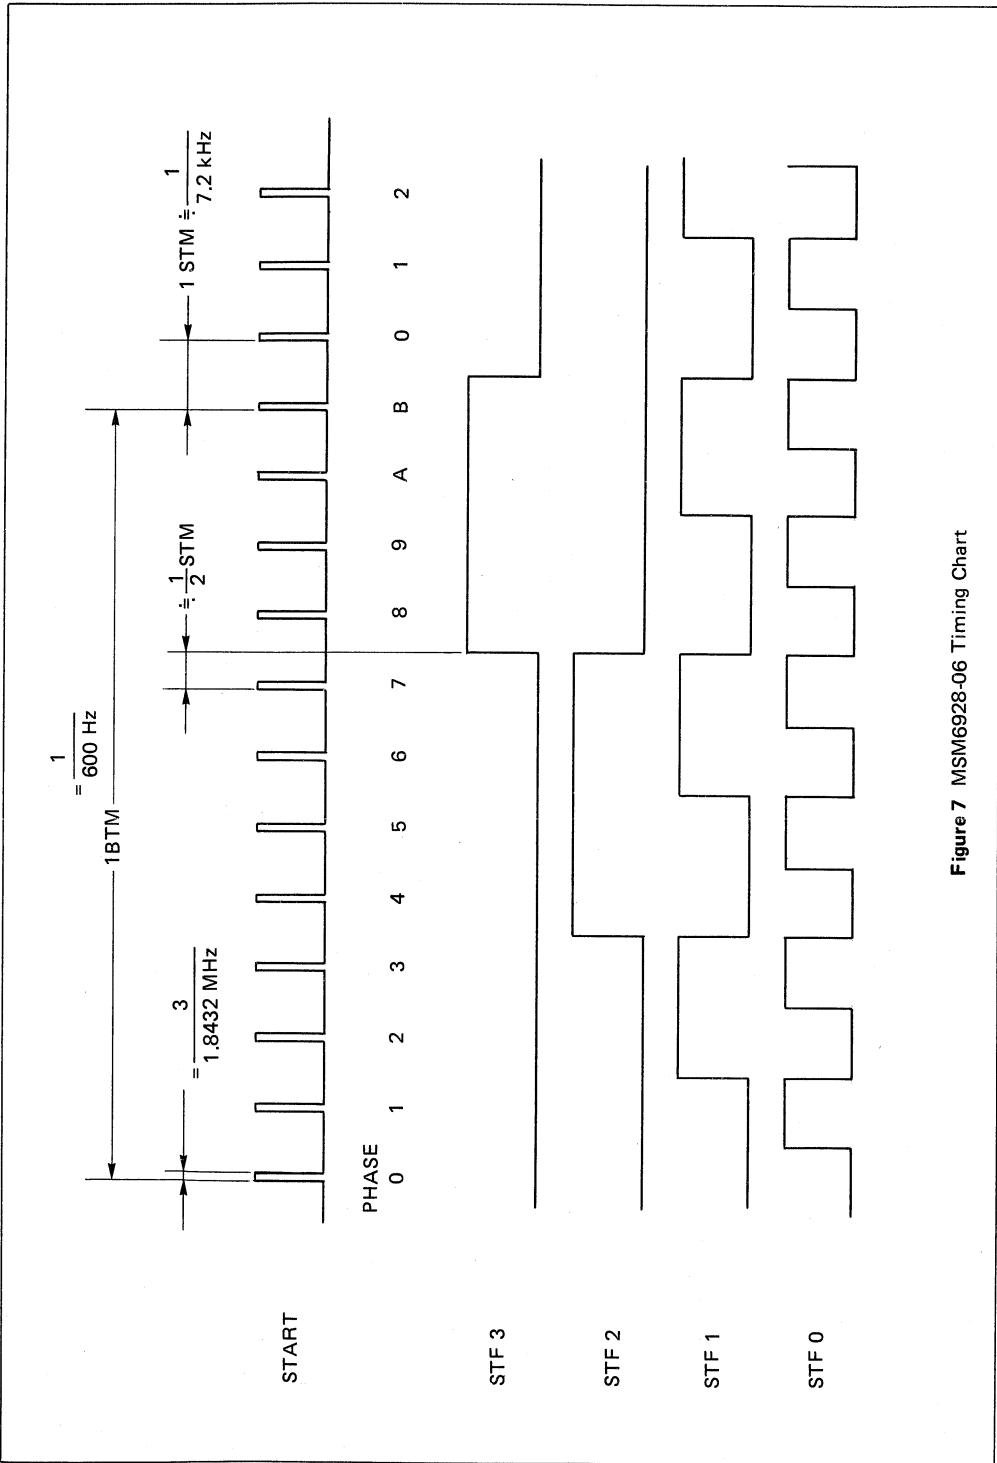 = 1 / 600 Hz
1BTM
= 3 / 1.8432 MHz
≒ 1/2 STM
1 STM ≒ 1 / 7.2 kHz
START
PHASE
0 1 2 3 4 5 6 7 8 9 A B 0 1 2
STF 3
STF 2
STF 1
STF 0
Figure 7 MSM6928-06 Timing Chart